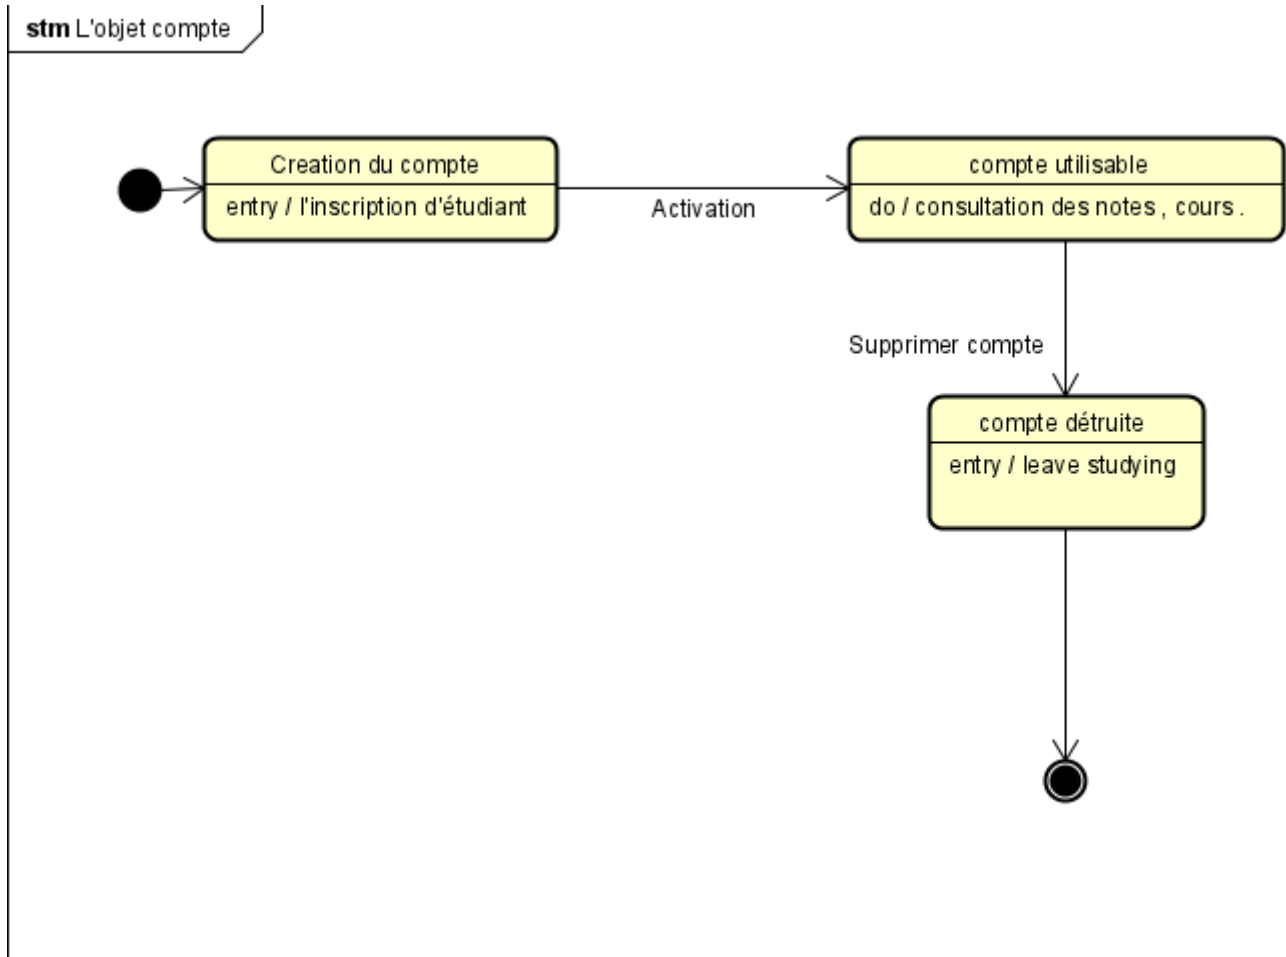 stm L'objet compte
Creation du compte
entry / l'inscription d'étudiant
Activation
compte utilisable
do / consultation des notes , cours .
Supprimer compte
compte détruite
entry / leave studying